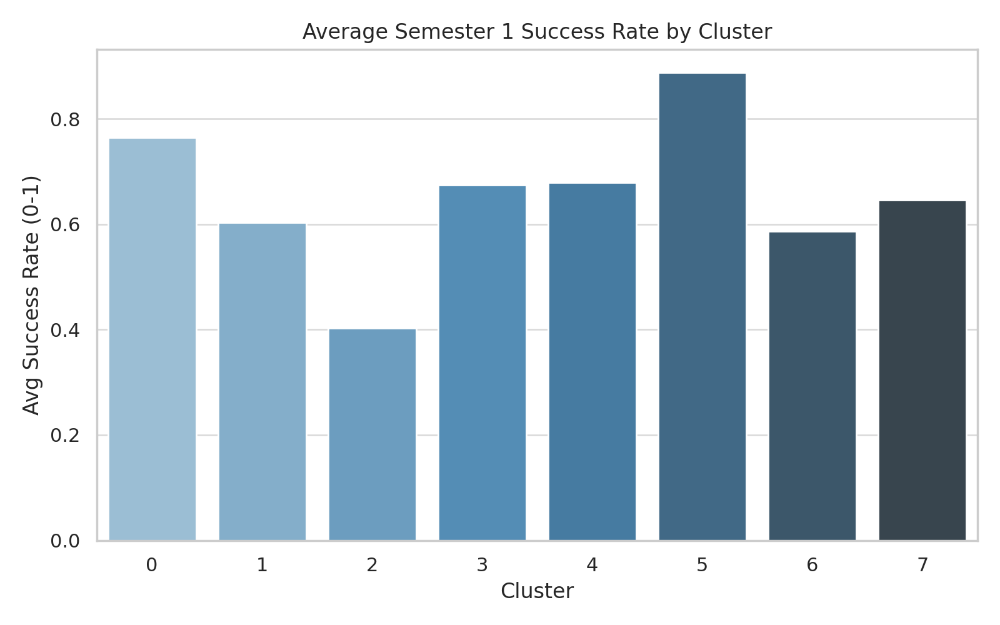 Average Semester 1 Success Rate by Cluster
Avg Success Rate (0-1)
0.8
0.6
0.4
0.2
0.0
0 1 2 3 4 5 6 7
Cluster